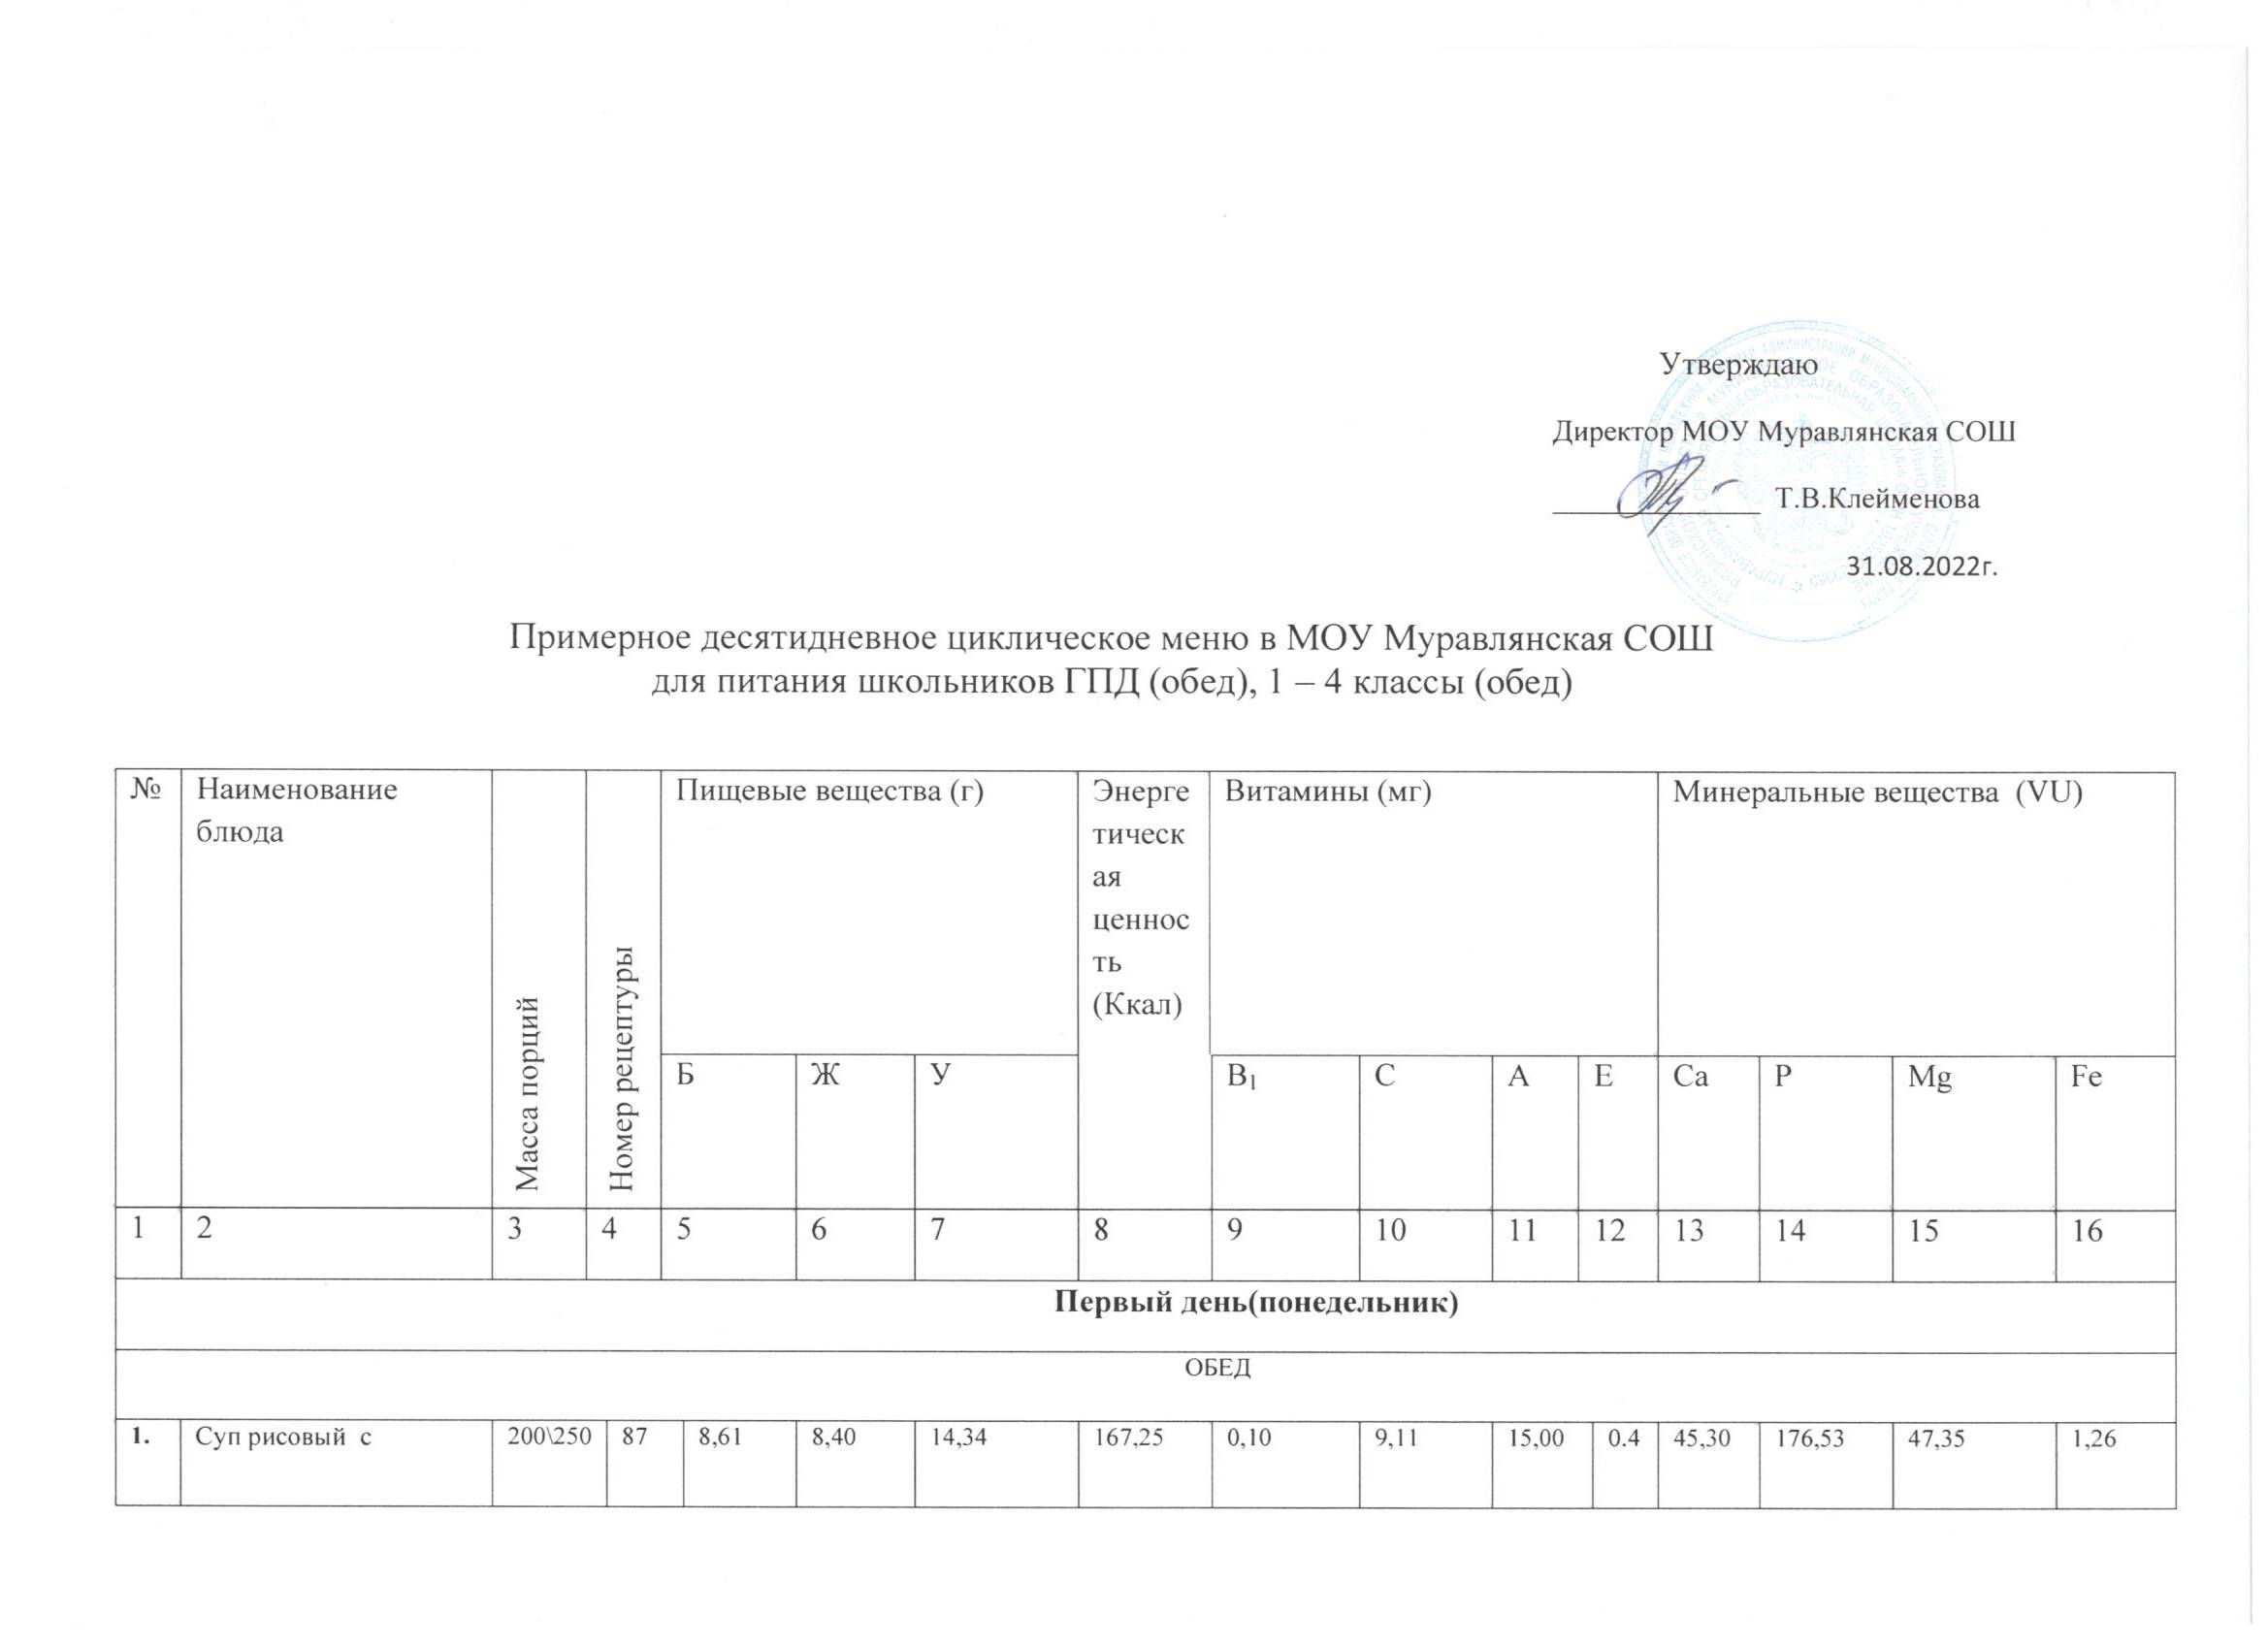 Утверждаю
Директор МОУ Муравлянская СОШ
Т.В.Клейменова
31.08.2022г.
Примерное десятидневное циклическое меню в МОУ Муравлянская СОШ
для питания школьников ГПД (обед), 1 – 4 классы (обед)
№ Наименование блюда Масса порций Номер рецептуры Пищевые вещества (г) Энергетическая ценность (Ккал) Витамины (мг) Минеральные вещества (VU)
Б Ж У B₁ C A E Ca P Mg Fe
1 2 3 4 5 6 7 8 9 10 11 12 13 14 15 16
Первый день(понедельник)
ОБЕД
1. Суп рисовый с 200\250 87 8,61 8,40 14,34 167,25 0,10 9,11 15,00 0.4 45,30 176,53 47,35 1,26